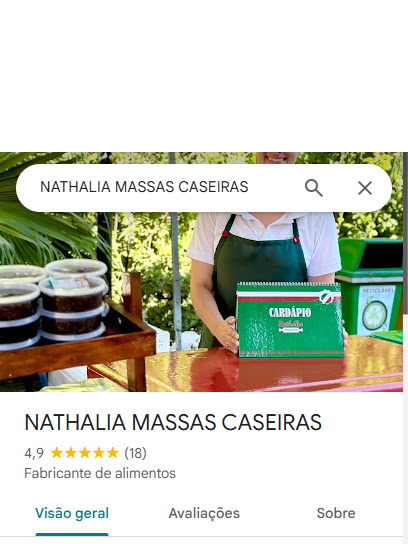 NATHALIA MASSAS CASEIRAS
RECICLÁVEL
CARDÁPIO
Nathalia
NATHALIA MASSAS CASEIRAS
4,9 ★★★★★ (18)
Fabricante de alimentos
Visão geral Avaliações Sobre